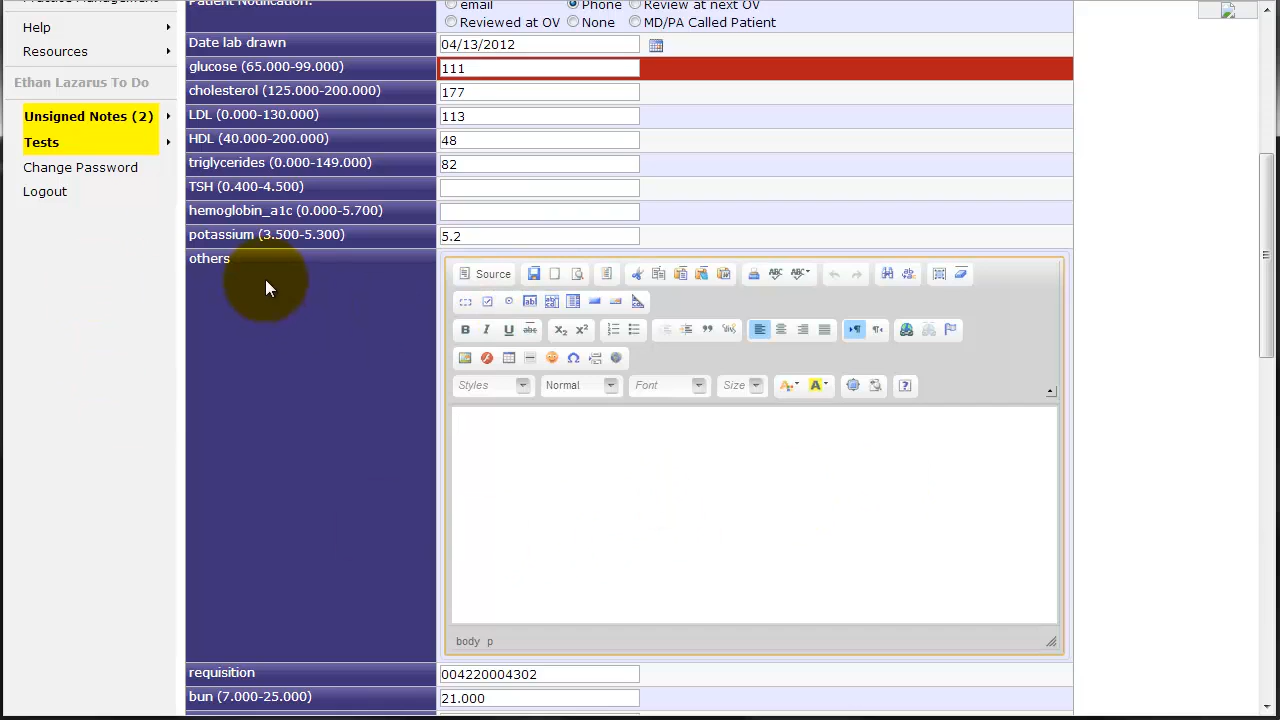 Help
Resources
Ethan Lazarus To Do
Unsigned Notes (2)
Tests
Change Password
Logout
Patient Notification:
email Phone Review at next OV
Reviewed at OV None MD/PA Called Patient
Date lab drawn 04/13/2012
glucose (65.000-99.000) 111
cholesterol (125.000-200.000) 177
LDL (0.000-130.000) 113
HDL (40.000-200.000) 48
triglycerides (0.000-149.000) 82
TSH (0.400-4.500)
hemoglobin_a1c (0.000-5.700)
potassium (3.500-5.300) 5.2
others
Source
Styles Normal Font Size
body p
requisition 004220004302
bun (7.000-25.000) 21.000